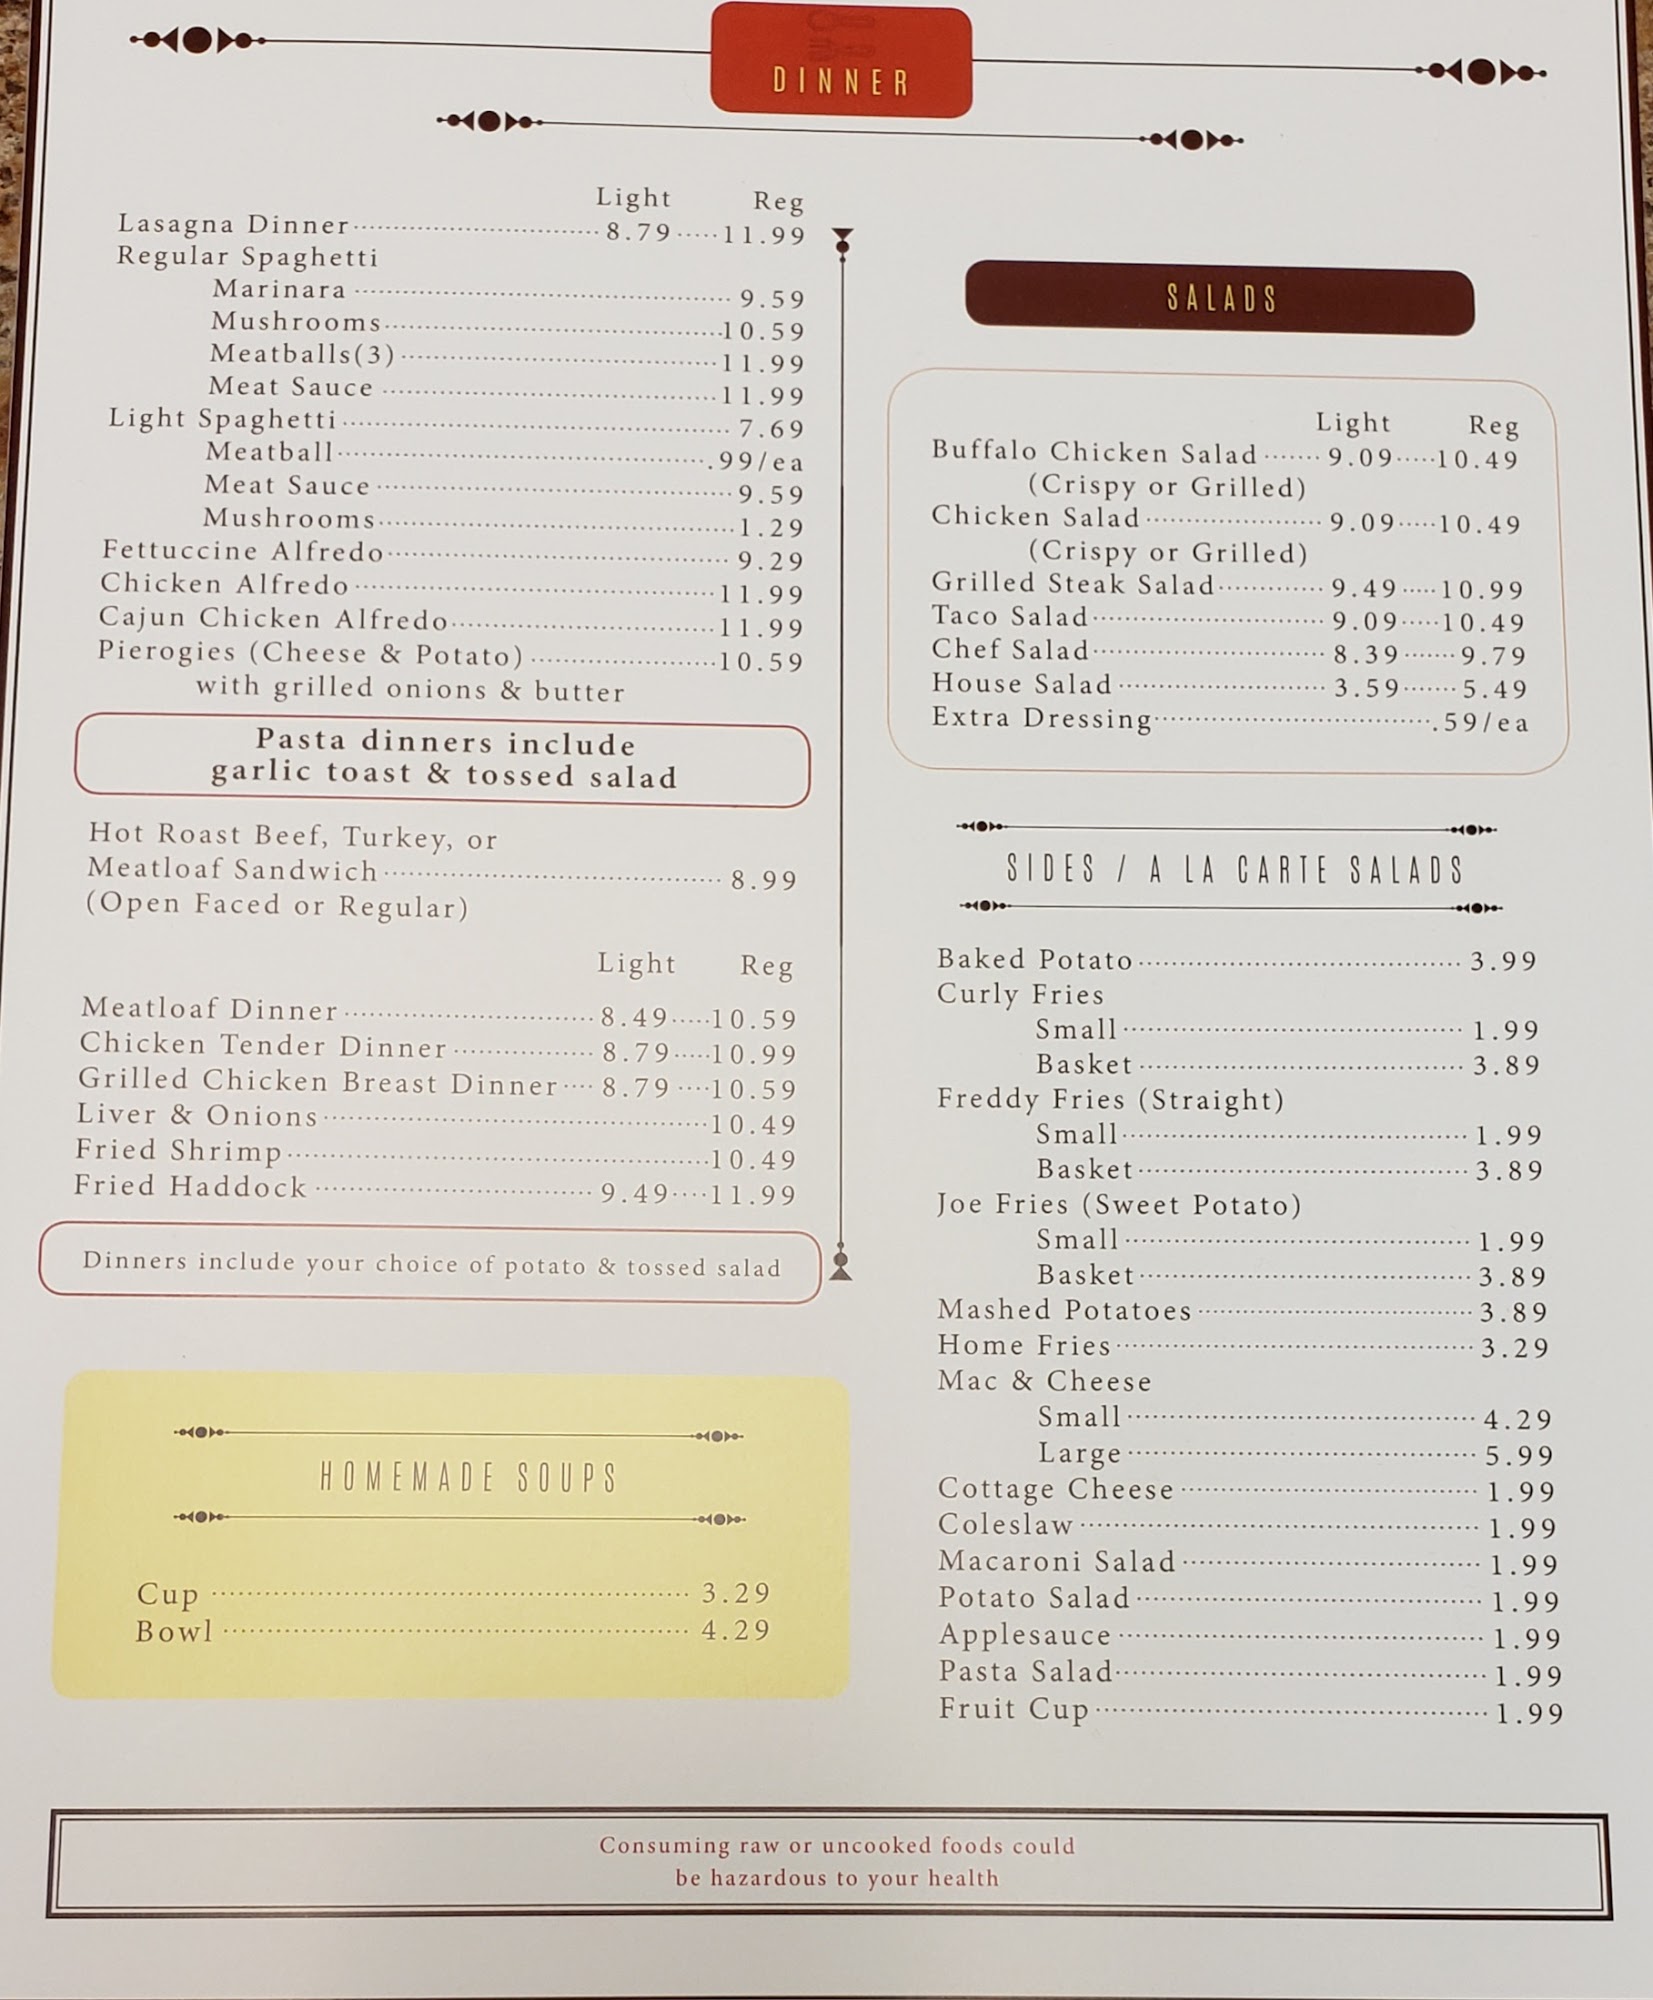 DINNER
Light Reg
Lasagna Dinner 8.79 11.99
Regular Spaghetti
Marinara 9.59
Mushrooms 10.59
Meatballs(3) 11.99
Meat Sauce 11.99
Light Spaghetti 7.69
Meatball .99/ea
Meat Sauce 9.59
Mushrooms 1.29
Fettuccine Alfredo 9.29
Chicken Alfredo 11.99
Cajun Chicken Alfredo 11.99
Pierogies (Cheese & Potato) 10.59
with grilled onions & butter
Pasta dinners include
garlic toast & tossed salad
Hot Roast Beef, Turkey, or
Meatloaf Sandwich 8.99
(Open Faced or Regular)
Light Reg
Meatloaf Dinner 8.49 10.59
Chicken Tender Dinner 8.79 10.99
Grilled Chicken Breast Dinner 8.79 10.59
Liver & Onions 10.49
Fried Shrimp 10.49
Fried Haddock 9.49 11.99
Dinners include your choice of potato & tossed salad
HOMEMADE SOUPS
Cup 3.29
Bowl 4.29
SALADS
Light Reg
Buffalo Chicken Salad 9.09 10.49
(Crispy or Grilled)
Chicken Salad 9.09 10.49
(Crispy or Grilled)
Grilled Steak Salad 9.49 10.99
Taco Salad 9.09 10.49
Chef Salad 8.39 9.79
House Salad 3.59 5.49
Extra Dressing .59/ea
SIDES / A LA CARTE SALADS
Baked Potato 3.99
Curly Fries
Small 1.99
Basket 3.89
Freddy Fries (Straight)
Small 1.99
Basket 3.89
Joe Fries (Sweet Potato)
Small 1.99
Basket 3.89
Mashed Potatoes 3.89
Home Fries 3.29
Mac & Cheese
Small 4.29
Large 5.99
Cottage Cheese 1.99
Coleslaw 1.99
Macaroni Salad 1.99
Potato Salad 1.99
Applesauce 1.99
Pasta Salad 1.99
Fruit Cup 1.99
Consuming raw or uncooked foods could
be hazardous to your health